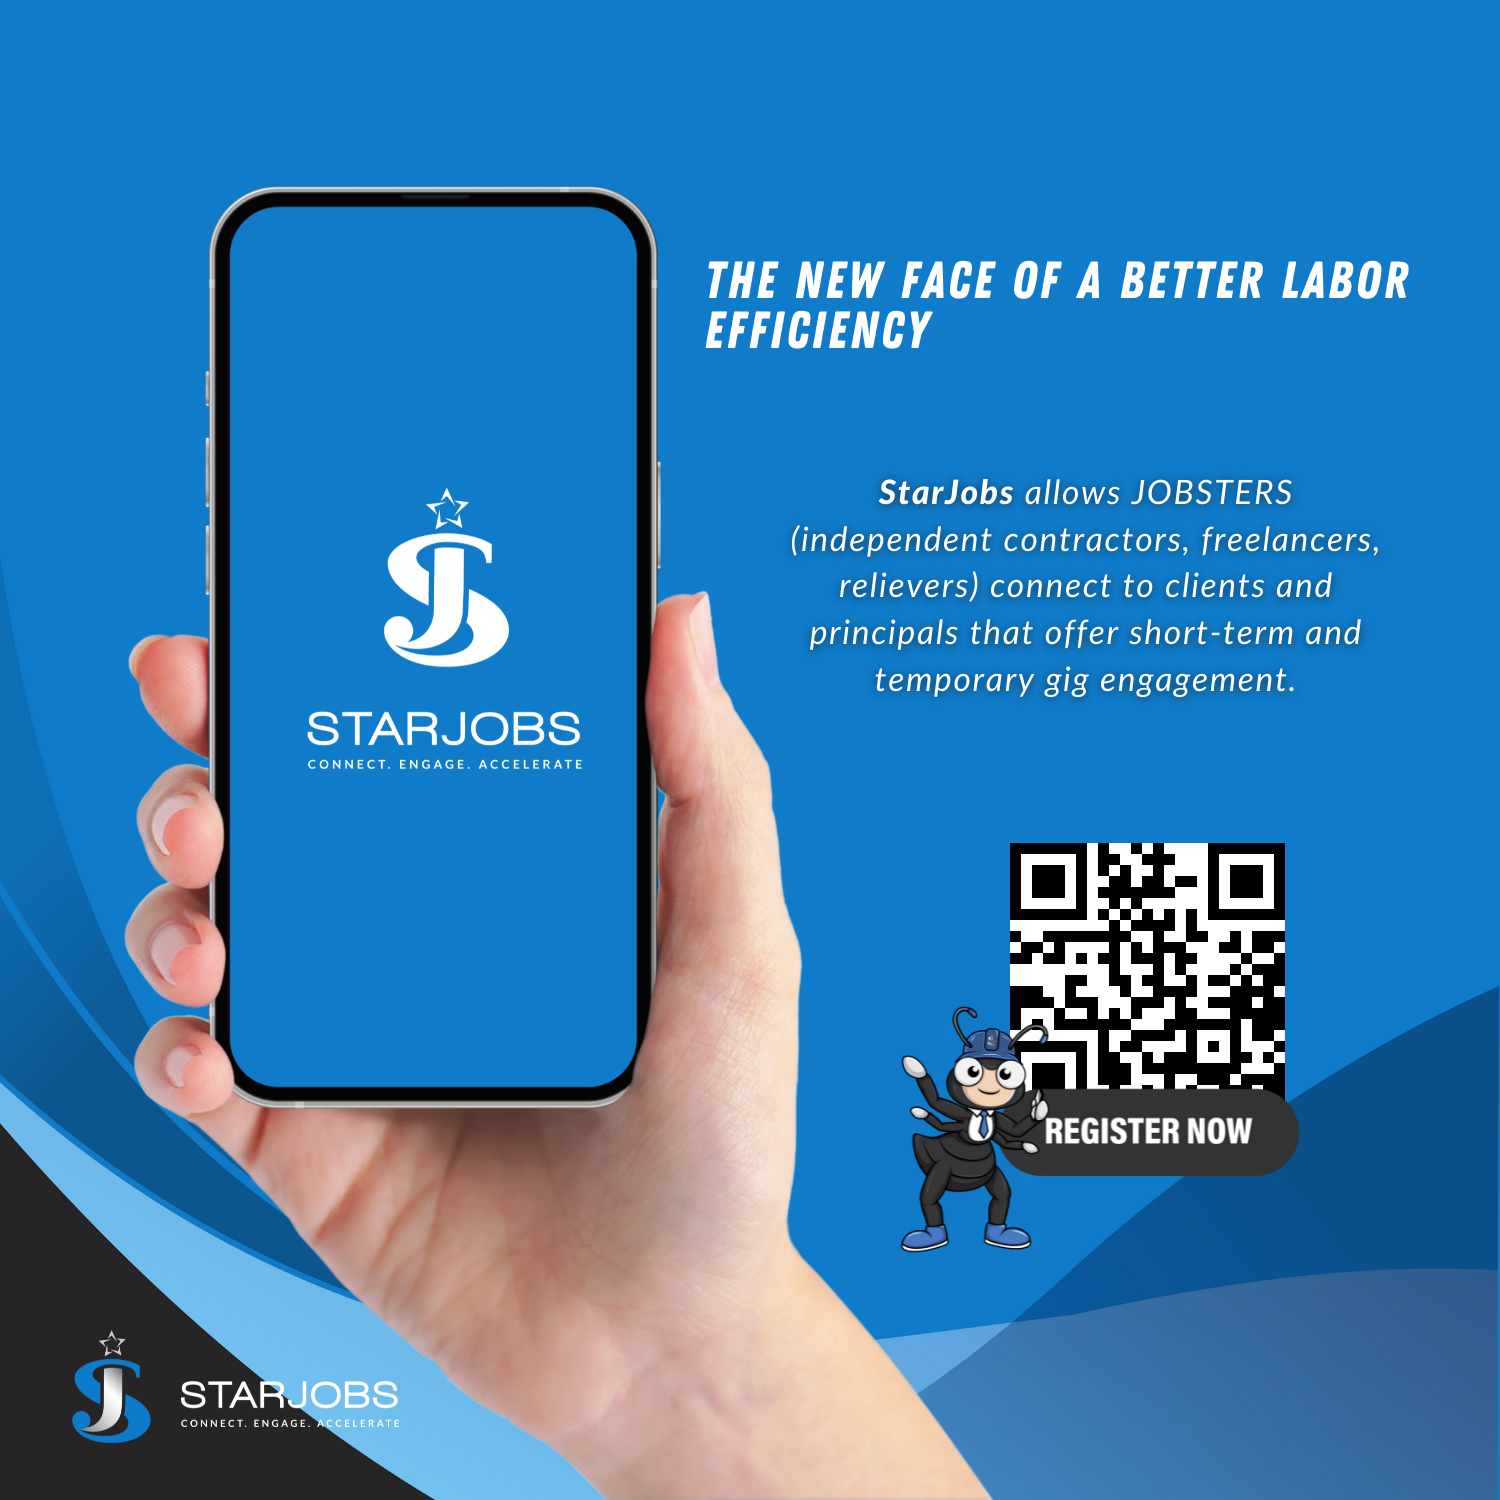 THE NEW FACE OF A BETTER LABOR
EFFICIENCY
StarJobs allows JOBSTERS
(independent contractors, freelancers,
relievers) connect to clients and
principals that offer short-term and
temporary gig engagement.
STARJOBS
CONNECT. ENGAGE. ACCELERATE
REGISTER NOW
STARJOBS
CONNECT. ENGAGE. ACCELERATE